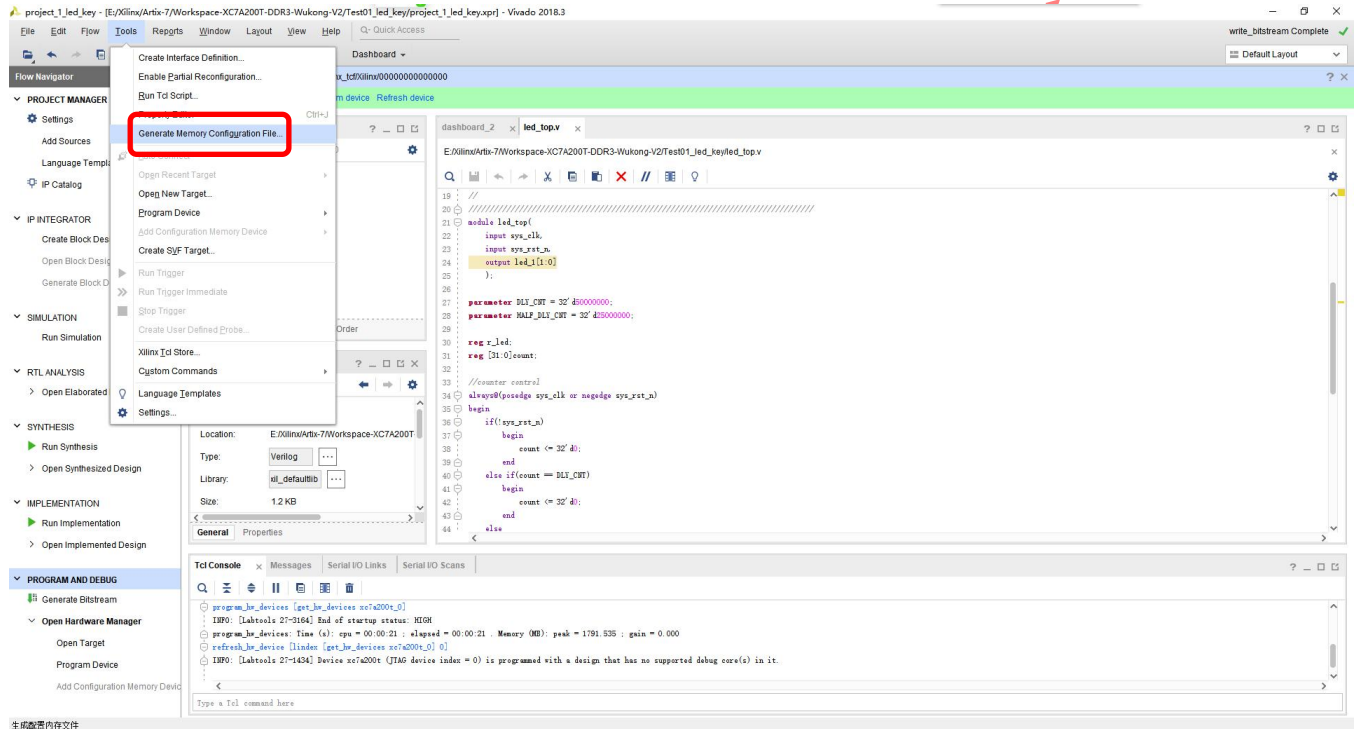 project_1_led_key - [E:/Xilinx/Artix-7/Workspace-XC7A200T-DDR3-Wukong-V2/Test01_led_key/project_1_led_key.xpr] - Vivado 2018.3
File Edit Flow Tools Reports Window Layout View Help Q- Quick Access
write_bitstream Complete
Dashboard
Default Layout
Flow Navigator
x_tcf/Xilinx/00000000000000
m device Refresh device
PROJECT MANAGER
Settings
Add Sources
Language Templa
IP Catalog
IP INTEGRATOR
Create Block Des
Open Block Desig
Generate Block D
SIMULATION
Run Simulation
RTL ANALYSIS
Open Elaborated
SYNTHESIS
Run Synthesis
Open Synthesized Design
IMPLEMENTATION
Run Implementation
Open Implemented Design
PROGRAM AND DEBUG
Generate Bitstream
Open Hardware Manager
Open Target
Program Device
Add Configuration Memory Devic
Create Interface Definition...
Enable Partial Reconfiguration...
Run Tcl Script...
Ctrl+J
Generate Memory Configuration File...
Open Recent Target
Open New Target...
Program Device
Add Configuration Memory Device
Create SVF Target...
Run Trigger
Run Trigger Immediate
Stop Trigger
Create User Defined Probe...
Xilinx Tcl Store...
Custom Commands
Language Templates
Settings...
Order
Location: E:/Xilinx/Artix-7/Workspace-XC7A200T-
Type: Verilog
Library: xil_defaultlib
Size: 1.2 KB
General Properties
dashboard_2 led_top.v
E:/Xilinx/Artix-7/Workspace-XC7A200T-DDR3-Wukong-V2/Test01_led_key/led_top.v
19 //
20 //////////////////////////////////////////////////////////////////////////////////
21 module led_top(
22 input sys_clk,
23 input sys_rst_n,
24 output led_1[1:0]
25 );
26
27 parameter DLY_CNT = 32'd50000000;
28 parameter HALF_DLY_CNT = 32'd25000000;
29
30 reg r_led;
31 reg [31:0]count;
32
33 //counter control
34 always@(posedge sys_clk or negedge sys_rst_n)
35 begin
36 if(!sys_rst_n)
37 begin
38 count <= 32'd0;
39 end
40 else if(count == DLY_CNT)
41 begin
42 count <= 32'd0;
43 end
44 else
Tcl Console Messages Serial I/O Links Serial I/O Scans
program_hw_devices [get_hw_devices xc7a200t_0]
INFO: [Labtools 27-3164] End of startup status: HIGH
program_hw_devices: Time (s): cpu = 00:00:21 ; elapsed = 00:00:21 . Memory (MB): peak = 1791.535 ; gain = 0.000
refresh_hw_device [lindex [get_hw_devices xc7a200t_0] 0]
INFO: [Labtools 27-1434] Device xc7a200t (JTAG device index = 0) is programmed with a design that has no supported debug core(s) in it.
Type a Tcl command here
生成配置内存文件